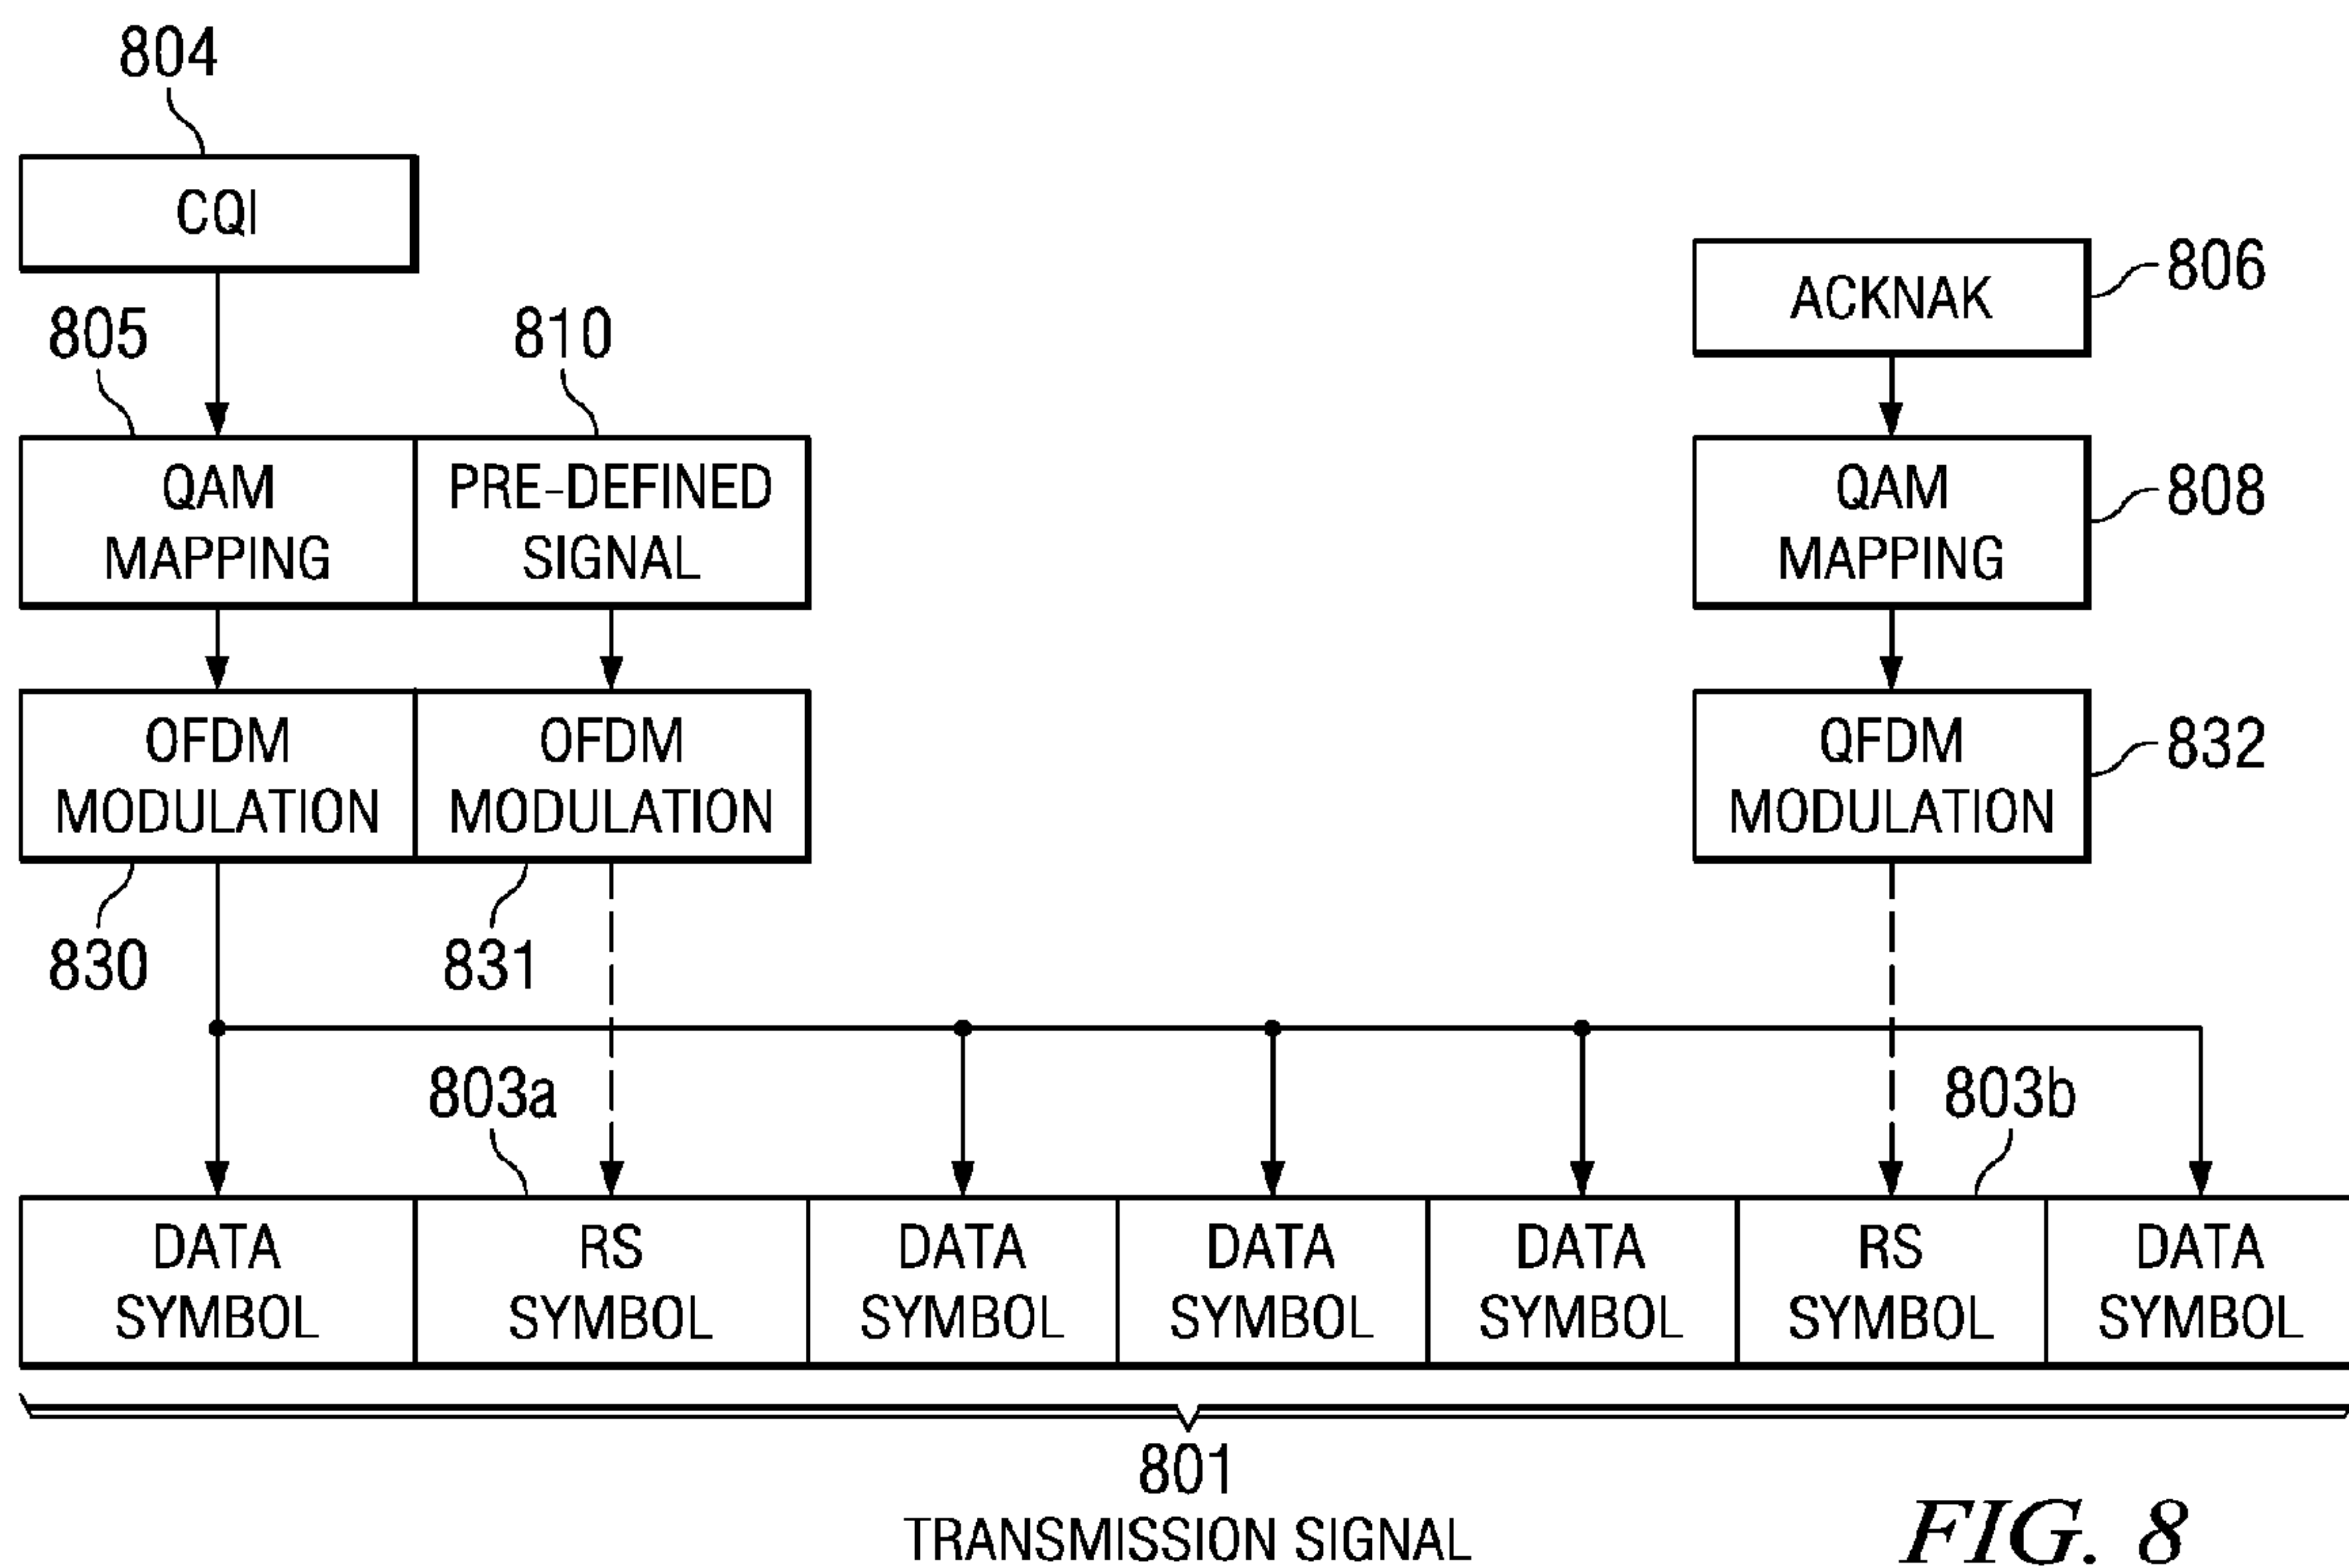 804
CQI
ACKNAK
806
805
810
QAM
MAPPING
PRE-DEFINED
SIGNAL
QAM
MAPPING
808
OFDM
MODULATION
OFDM
MODULATION
QFDM
MODULATION
832
830
831
803a
803b
DATA
SYMBOL
RS
SYMBOL
DATA
SYMBOL
DATA
SYMBOL
DATA
SYMBOL
RS
SYMBOL
DATA
SYMBOL
801
TRANSMISSION SIGNAL
FIG. 8